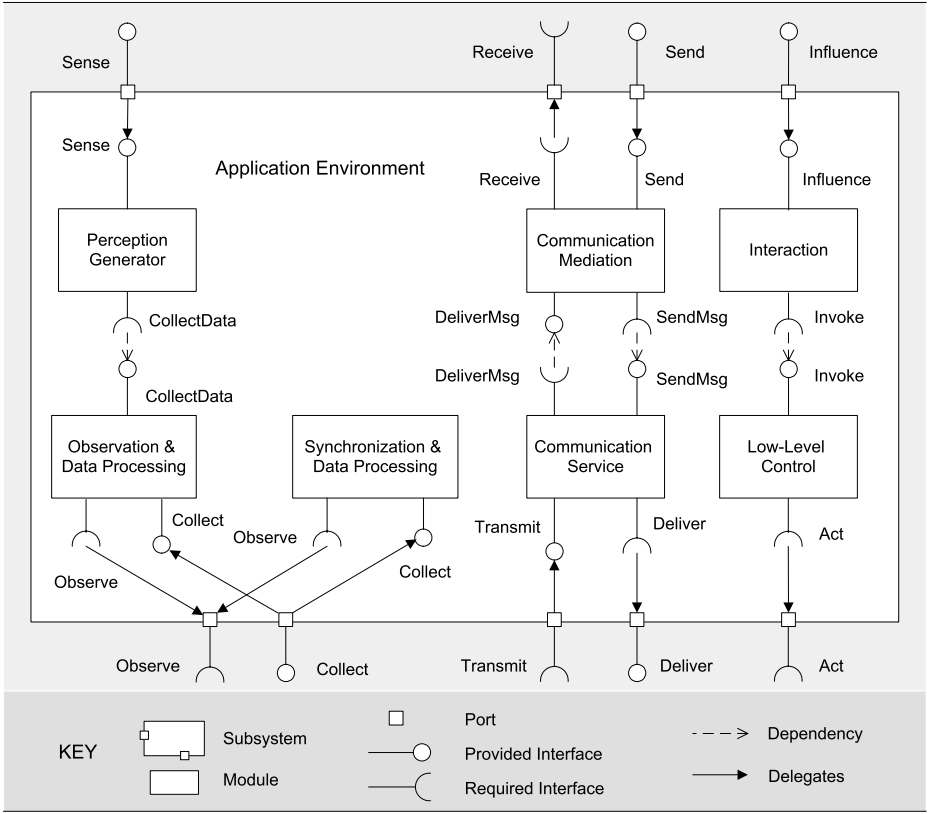 Receive
Send
Influence
Sense
Sense
Application Environment
Receive
Send
Influence
Perception
Generator
Communication
Mediation
Interaction
CollectData
DeliverMsg
SendMsg
Invoke
DeliverMsg
SendMsg
Invoke
CollectData
Observation &
Data Processing
Synchronization &
Data Processing
Communication
Service
Low-Level
Control
Collect
Observe
Transmit
Deliver
Act
Observe
Collect
Observe
Collect
Transmit
Deliver
Act
KEY
Subsystem
Module
Port
Provided Interface
Required Interface
Dependency
Delegates